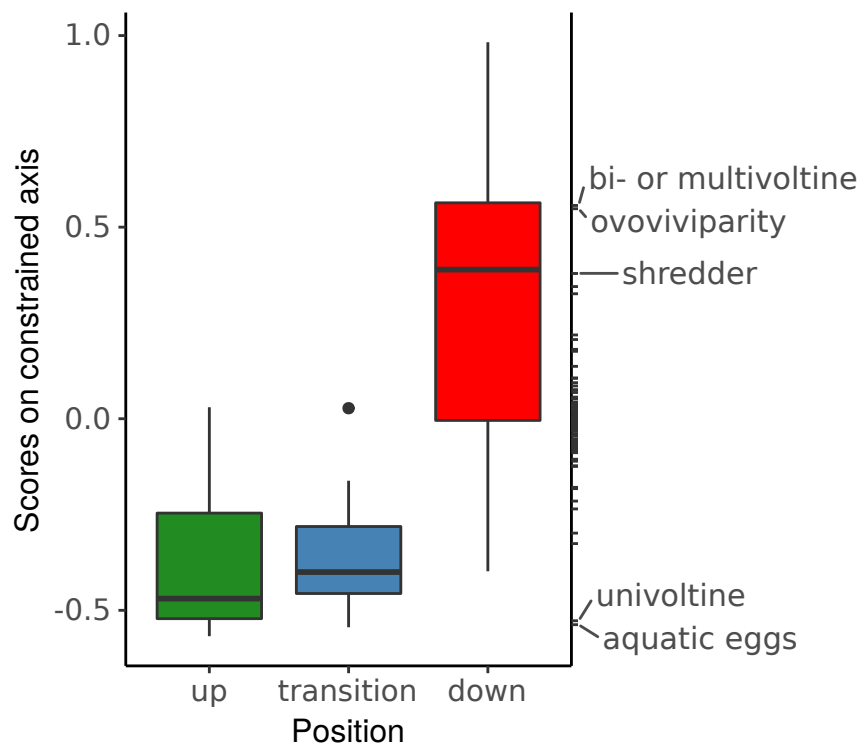 Scores on constrained axis
1.0
0.5
0.0
-0.5
bi- or multivoltine
ovoviviparity
shredder
univoltine
aquatic eggs
up transition down
Position